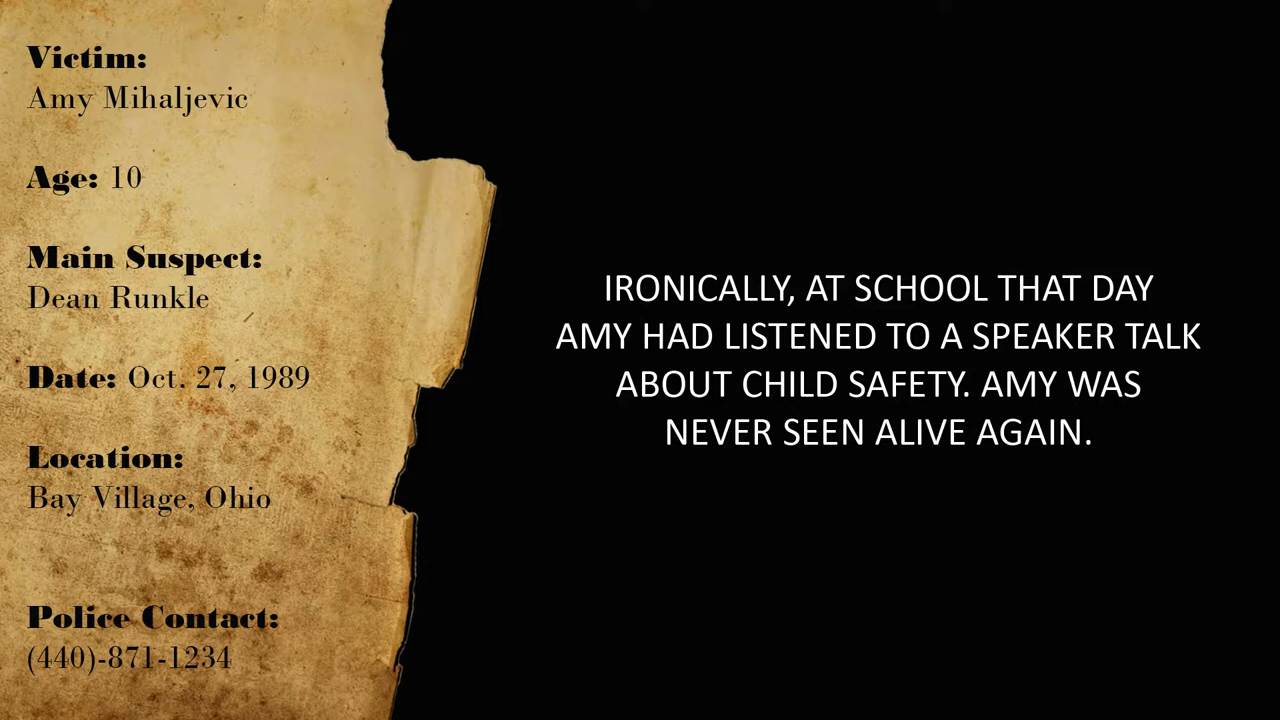 Victim:
Amy Mihaljevic
Age: 10
Main Suspect:
Dean Runkle
Date: Oct. 27, 1989
Location:
Bay Village, Ohio
Police Contact:
(440)-871-1234
IRONICALLY, AT SCHOOL THAT DAY
AMY HAD LISTENED TO A SPEAKER TALK
ABOUT CHILD SAFETY. AMY WAS
NEVER SEEN ALIVE AGAIN.